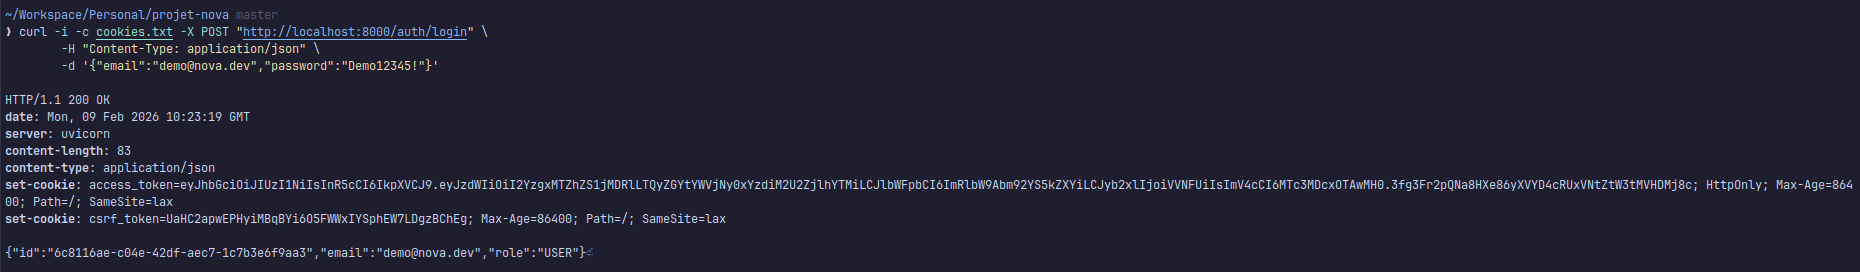 ~/Workspace/Personal/projet-nova master
❯ curl -i -c cookies.txt -X POST "http://localhost:8000/auth/login" \
-H "Content-Type: application/json" \
-d '{"email":"demo@nova.dev","password":"Demo12345!"}'
HTTP/1.1 200 OK
date: Mon, 09 Feb 2026 10:23:19 GMT
server: uvicorn
content-length: 83
content-type: application/json
set-cookie: access_token=eyJhbGciOiJIUzI1NiIsInR5cCI6IkpXVCJ9.eyJzdWIiOiI2YzgxMTZhZS1jMDRlLTQyZGYtYWVjNy0xYzdiM2U2ZjlhYTMiLCJlbWFpbCI6ImRlbW9Abm92YS5kZXYiLCJyb2xlIjoiVVNFUiIsImV4cCI6MTc3MDcxOTAwMH0.3fg3Fr2pQNa8HXe86yXVYD4cRUxVNtZtW3tMVHDMj8c; HttpOnly; Max-Age=864
00; Path=/; SameSite=lax
set-cookie: csrf_token=UaHC2apwEPHyiMBqBYi6O5FWWxIYSphEW7LDgzBChEg; Max-Age=86400; Path=/; SameSite=lax
{"id":"6c8116ae-c04e-42df-aec7-1c7b3e6f9aa3","email":"demo@nova.dev","role":"USER"}⏎